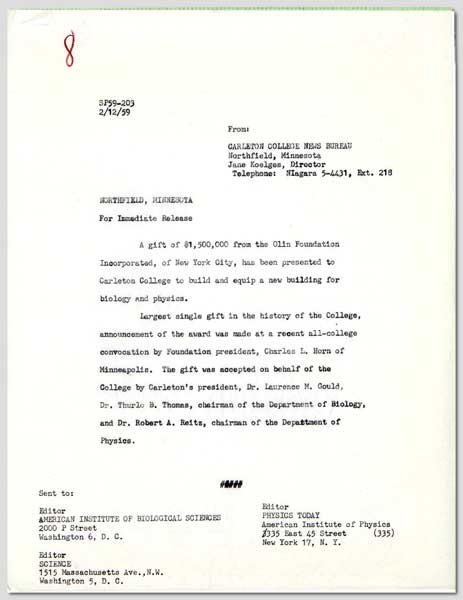 8
SP59-203
2/12/59
From:
CARLETON COLLEGE NEWS BUREAU
Northfield, Minnesota
Jane Koelges, Director
Telephone: NIagara 5-4431, Ext. 218
NORTHFIELD, MINNESOTA
For Immediate Release
A gift of $1,500,000 from the Olin Foundation
Incorporated, of New York City, has been presented to
Carleton College to build and equip a new building for
biology and physics.
Largest single gift in the history of the College,
announcement of the award was made at a recent all-college
convocation by Foundation president, Charles L. Horn of
Minneapolis. The gift was accepted on behalf of the
College by Carleton's president, Dr. Laurence M. Gould,
Dr. Thurlo B. Thomas, chairman of the Department of Biology,
and Dr. Robert A. Reitz, chairman of the Department of
Physics.
####
Sent to:
Editor
AMERICAN INSTITUTE OF BIOLOGICAL SCIENCES
2000 P Street
Washington 6, D. C.
Editor
SCIENCE
1515 Massachusetts Ave.,N.W.
Washington 5, D. C.
Editor
PHYSICS TODAY
American Institute of Physics
335 East 45 Street (335)
New York 17, N. Y.